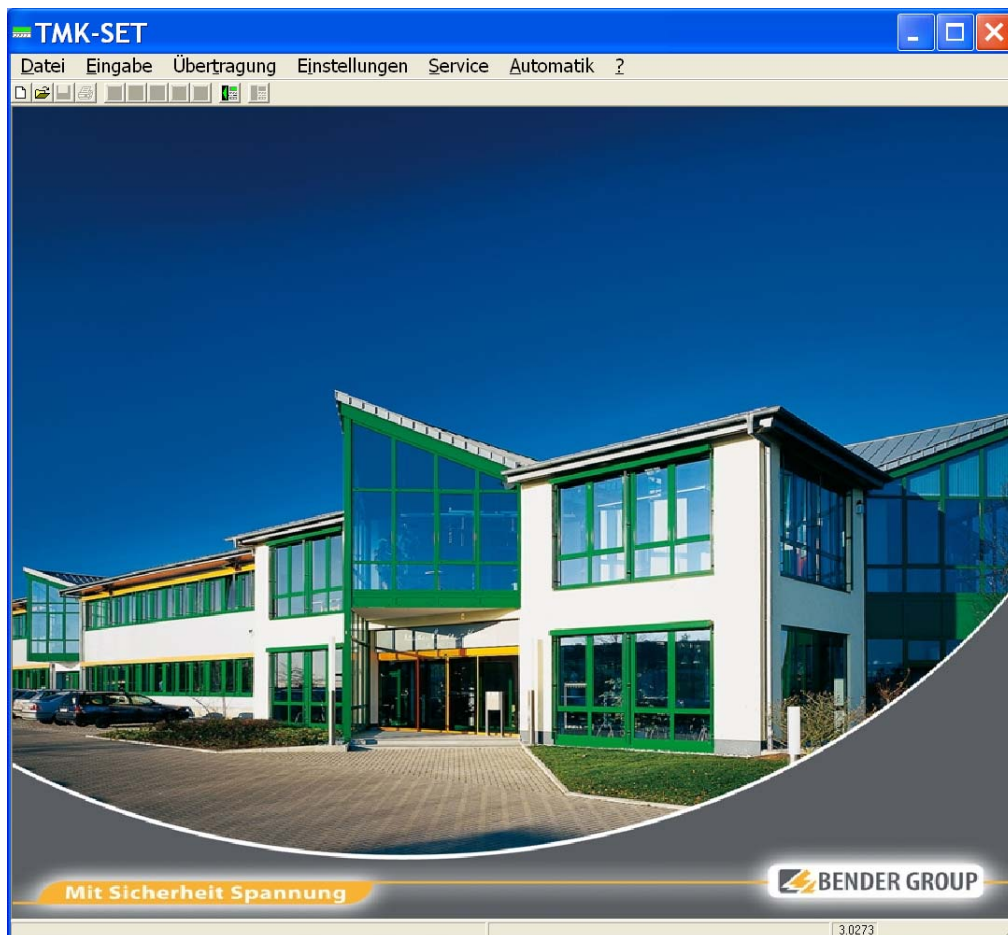 TMK-SET
Datei Eingabe Übertragung Einstellungen Service Automatik ?
Mit Sicherheit Spannung
BENDER GROUP
3.0273